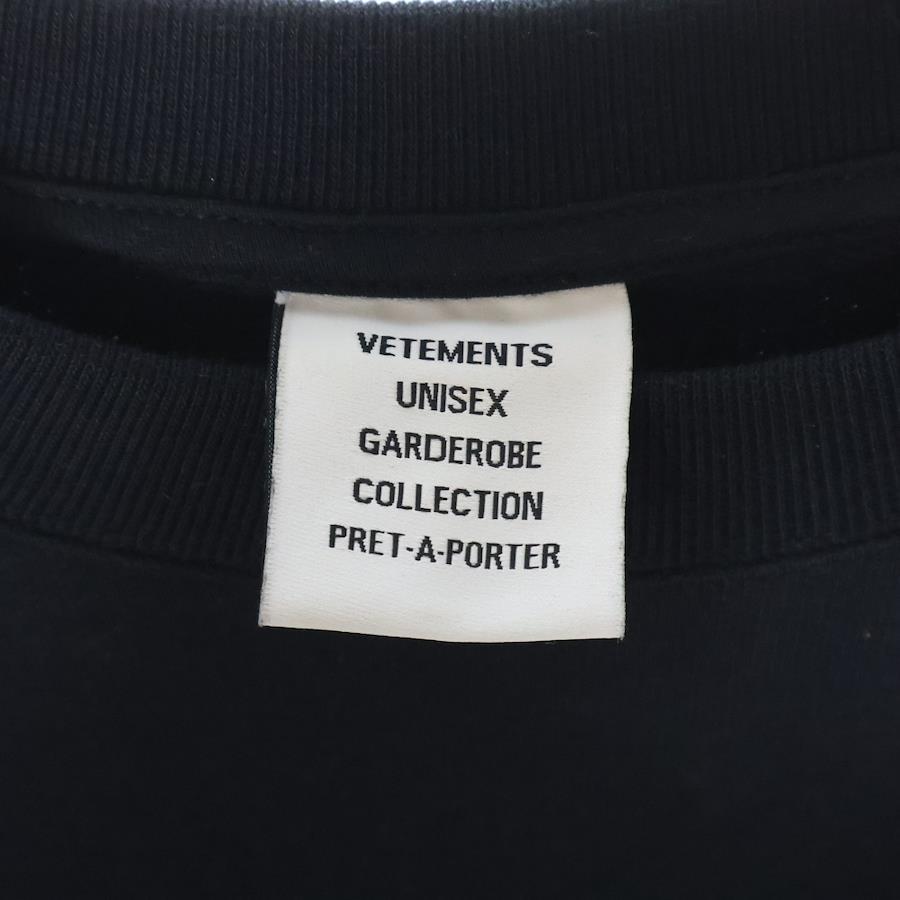 VETEMENTS
UNISEX
GARDEROBE
COLLECTION
PRET-A-PORTER